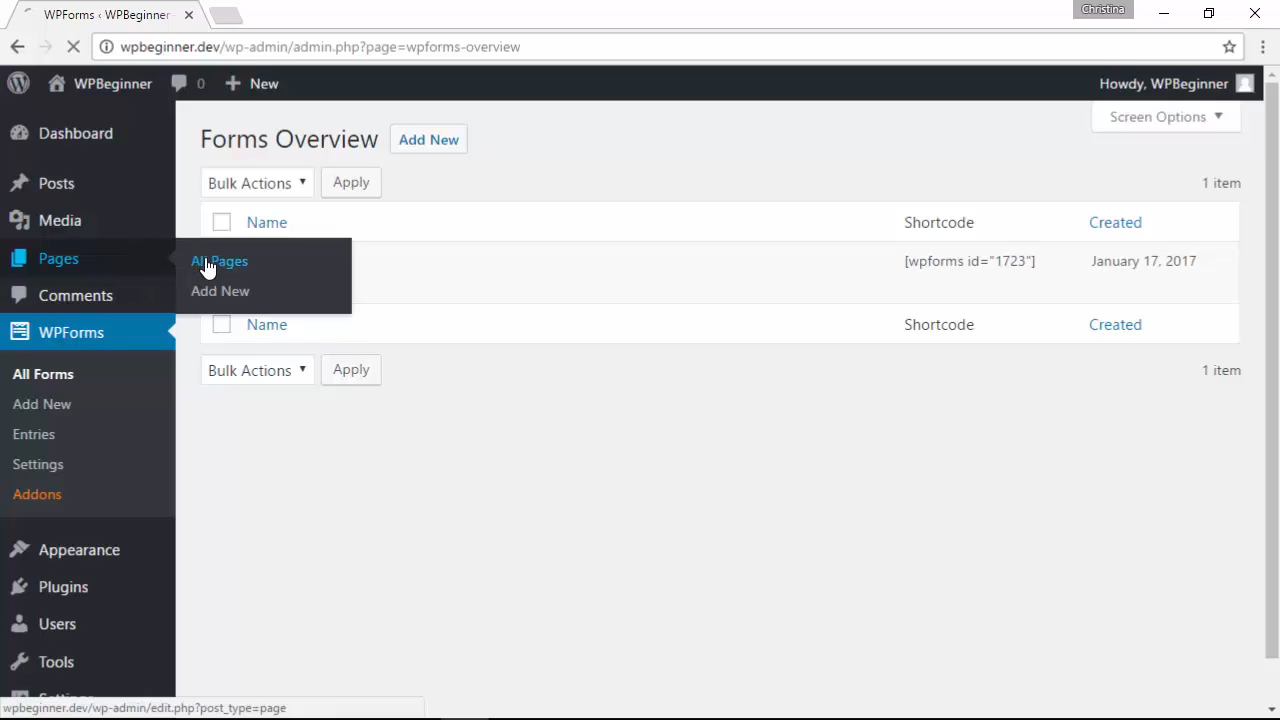 WPForms ‹ WPBeginner
Christina
wpbeginner.dev/wp-admin/admin.php?page=wpforms-overview
WPBeginner
0
New
Howdy, WPBeginner
Screen Options
Dashboard
Posts
Media
Pages
Comments
WPForms
All Forms
Add New
Entries
Settings
Addons
Appearance
Plugins
Users
Tools
Settings
All Pages
Add New
Forms Overview
Add New
Bulk Actions
Apply
1 item
Name
Shortcode
Created
[wpforms id="1723"]
January 17, 2017
Name
Shortcode
Created
Bulk Actions
Apply
1 item
wpbeginner.dev/wp-admin/edit.php?post_type=page